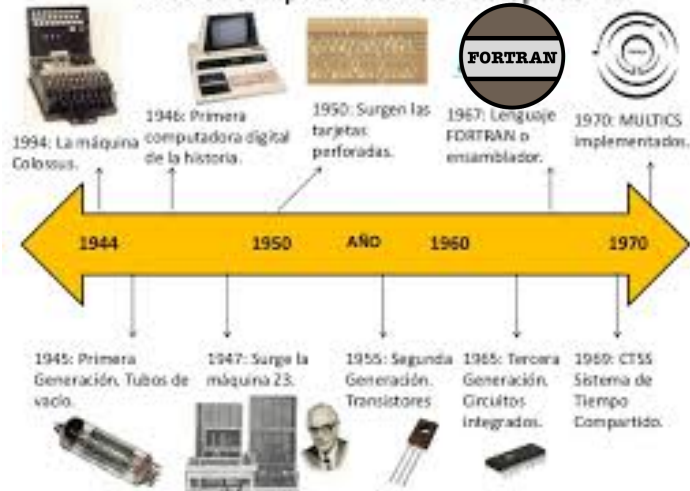 1994: La máquina
Colossus.
1946: Primera
computadora digital
de la historia.
1950: Surgen las
tarjetas
perforadas.
FORTRAN
1967: Lenguaje
FORTRAN o
ensamblador.
1970: MULTICS
implementados.
1944
1950
AÑO
1960
1970
1945: Primera
Generación. Tubos de
vacío.
1947: Surge la
máquina Z3.
1955: Segunda
Generación.
Transistores
1965: Tercera
Generación.
Circuitos
integrados.
1969: CTSS
Sistema de
Tiempo
Compartido.